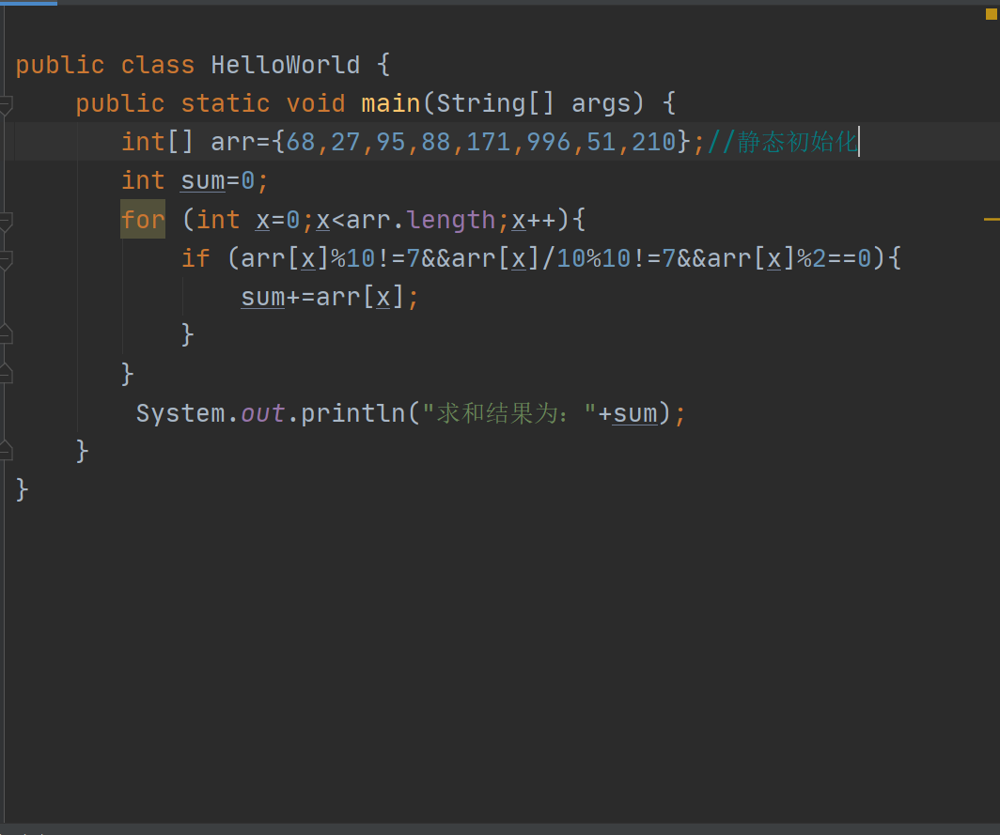 public class HelloWorld {
    public static void main(String[] args) {
       int[] arr={68,27,95,88,171,996,51,210};//静态初始化
       int sum=0;
       for (int x=0;x<arr.length;x++){
           if (arr[x]%10!=7&&arr[x]/10%10!=7&&arr[x]%2==0){
               sum+=arr[x];
           }
       }
        System.out.println("求和结果为："+sum);
    }
}